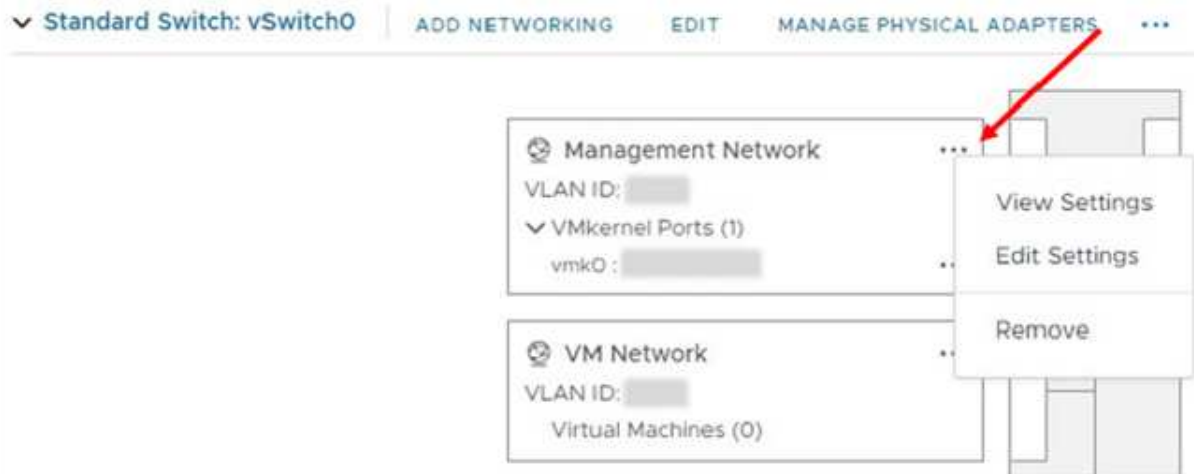 Standard Switch: vSwitch0 ADD NETWORKING EDIT MANAGE PHYSICAL ADAPTERS ...
Management Network ...
VLAN ID:
View Settings
VMkernel Ports (1)
Edit Settings
vmk0 :
Remove
VM Network
VLAN ID:
Virtual Machines (0)